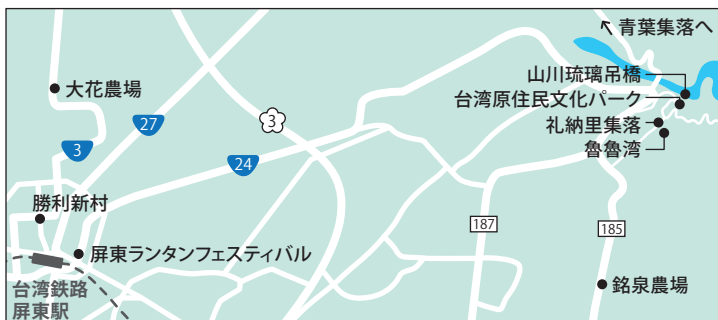 青葉集落へ
山川琉璃吊橋
台湾原住民文化パーク
礼納里集落
魯魯湾
大花農場
3
27
3
24
勝利新村
屏東ランタンフェスティバル
台湾鉄路
屏東駅
187
185
銘泉農場